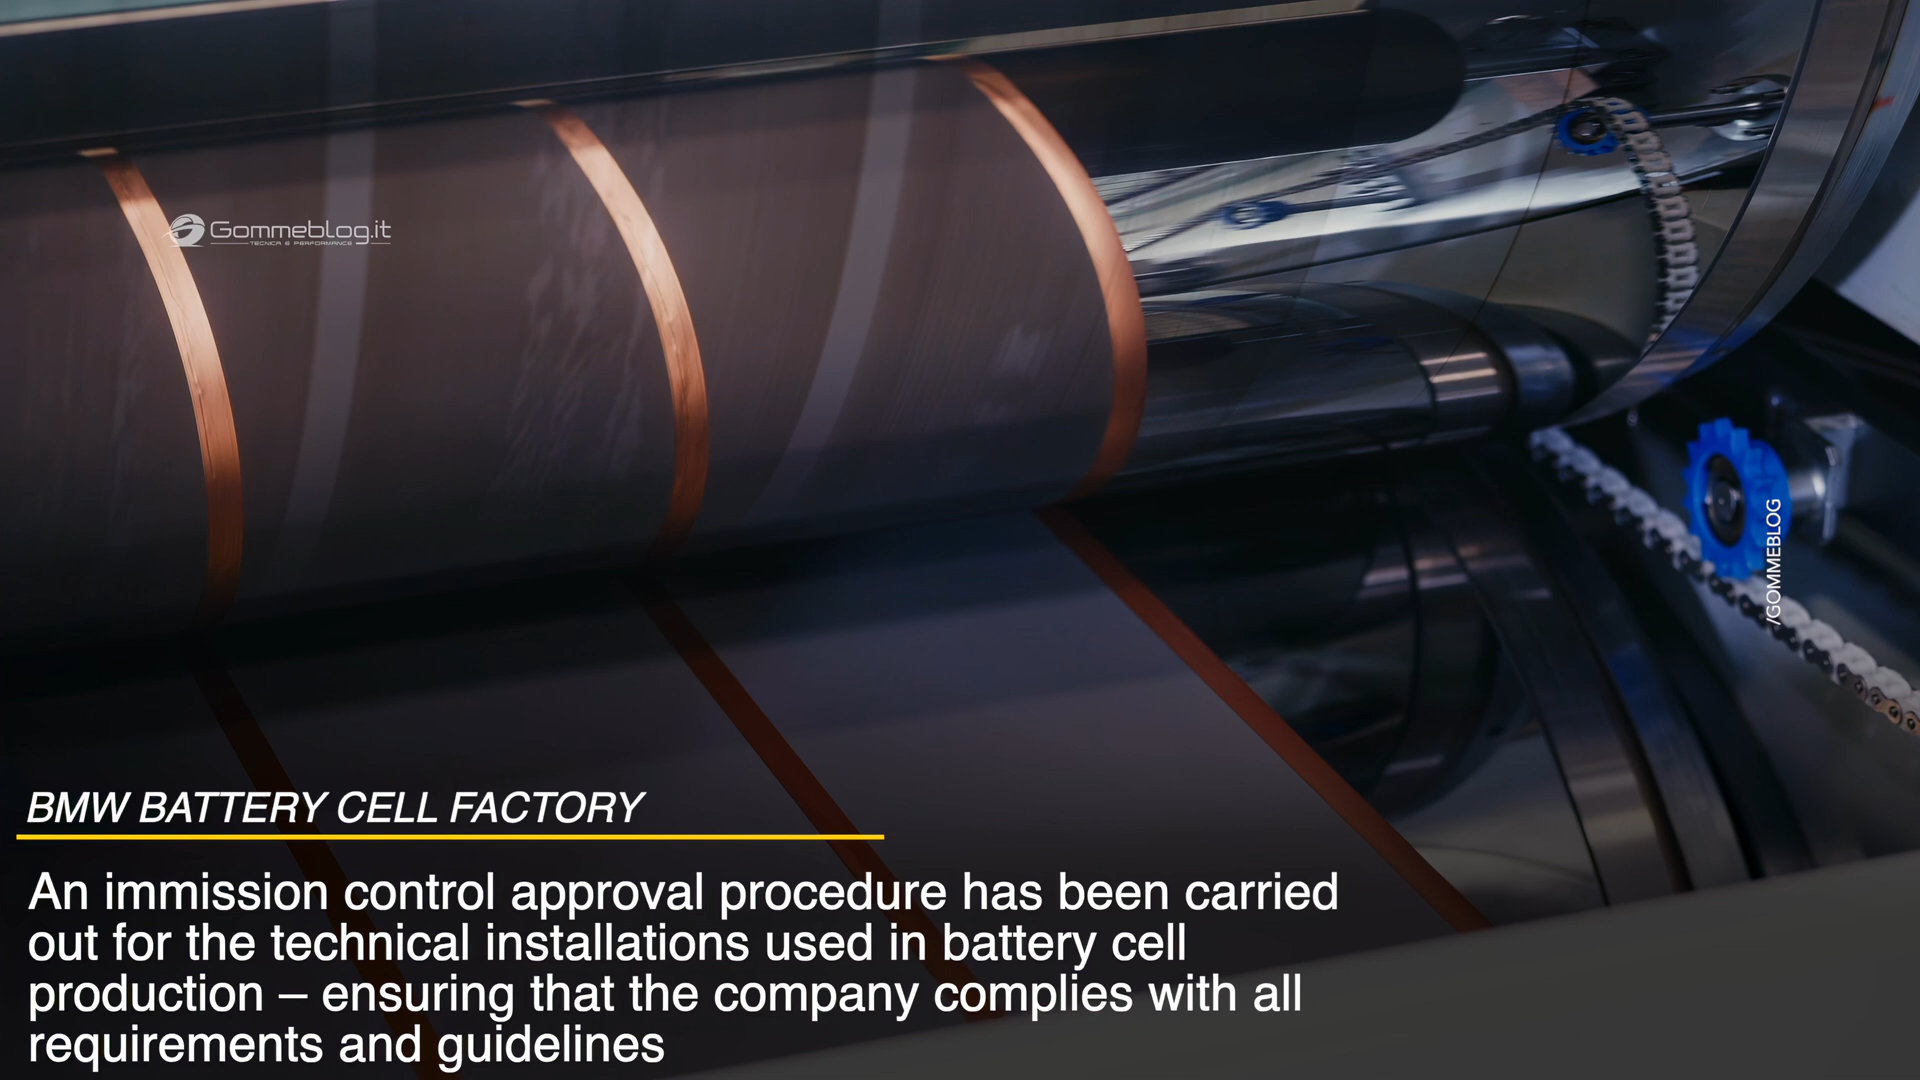 Gommeblog.it
TECNICA E PERFORMANCE
/GOMMEBLOG
BMW BATTERY CELL FACTORY
An immission control approval procedure has been carried
out for the technical installations used in battery cell
production – ensuring that the company complies with all
requirements and guidelines